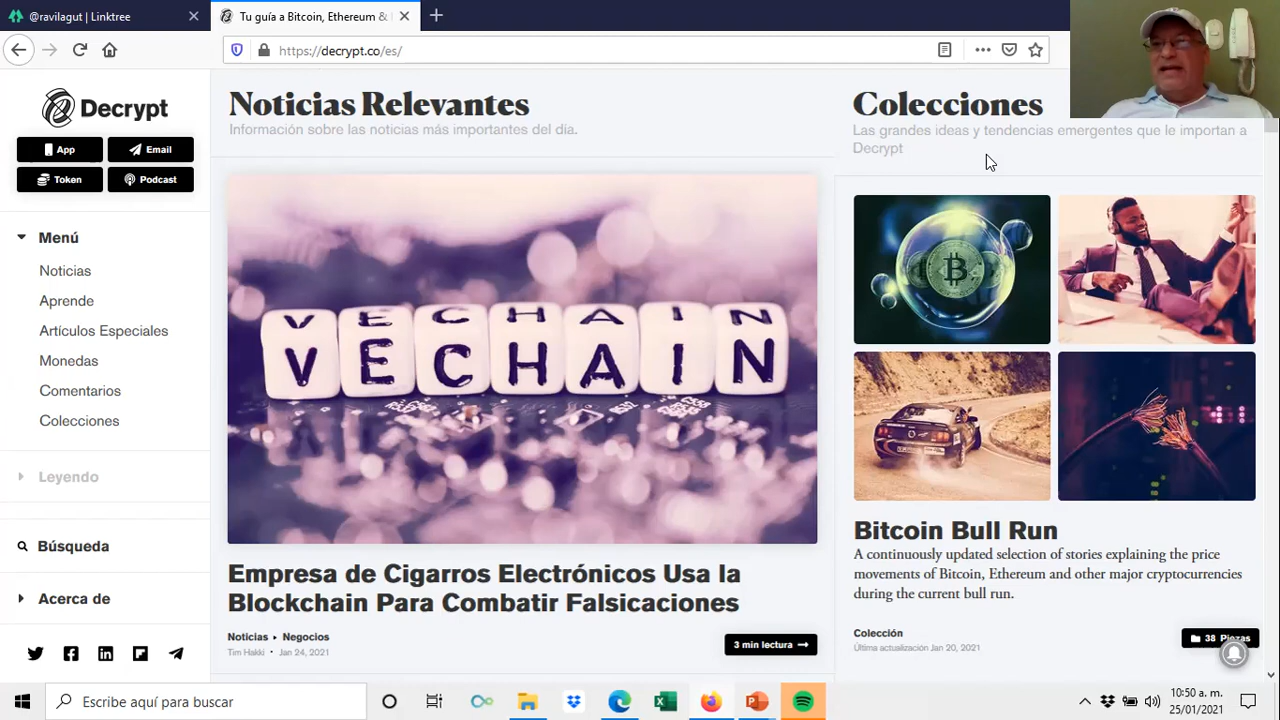 @ravilagut | Linktree
Tu guía a Bitcoin, Ethereum &
https://decrypt.co/es/
Decrypt
App
Email
Token
Podcast
Menú
Noticias
Aprende
Artículos Especiales
Monedas
Comentarios
Colecciones
Leyendo
Búsqueda
Acerca de
Noticias Relevantes
Información sobre las noticias más importantes del día.
VECHAIN
VECHAIN
Empresa de Cigarros Electrónicos Usa la
Blockchain Para Combatir Falsicaciones
Noticias ▸ Negocios
Tim Hakki • Jan 24, 2021
3 min lectura →
Colecciones
Las grandes ideas y tendencias emergentes que le importan a
Decrypt
Bitcoin Bull Run
A continuously updated selection of stories explaining the price
movements of Bitcoin, Ethereum and other major cryptocurrencies
during the current bull run.
Colección
Última actualización Jan 20, 2021
38 Piezas
Escribe aquí para buscar
10:50 a. m.
25/01/2021